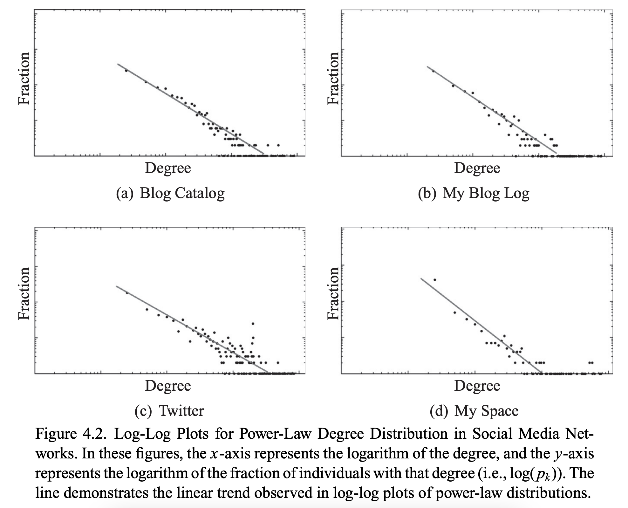 Fraction
Degree
(a) Blog Catalog
Fraction
Degree
(b) My Blog Log
Fraction
Degree
(c) Twitter
Fraction
Degree
(d) My Space
Figure 4.2. Log-Log Plots for Power-Law Degree Distribution in Social Media Net-
works. In these figures, the x-axis represents the logarithm of the degree, and the y-axis
represents the logarithm of the fraction of individuals with that degree (i.e., log(pₖ)). The
line demonstrates the linear trend observed in log-log plots of power-law distributions.